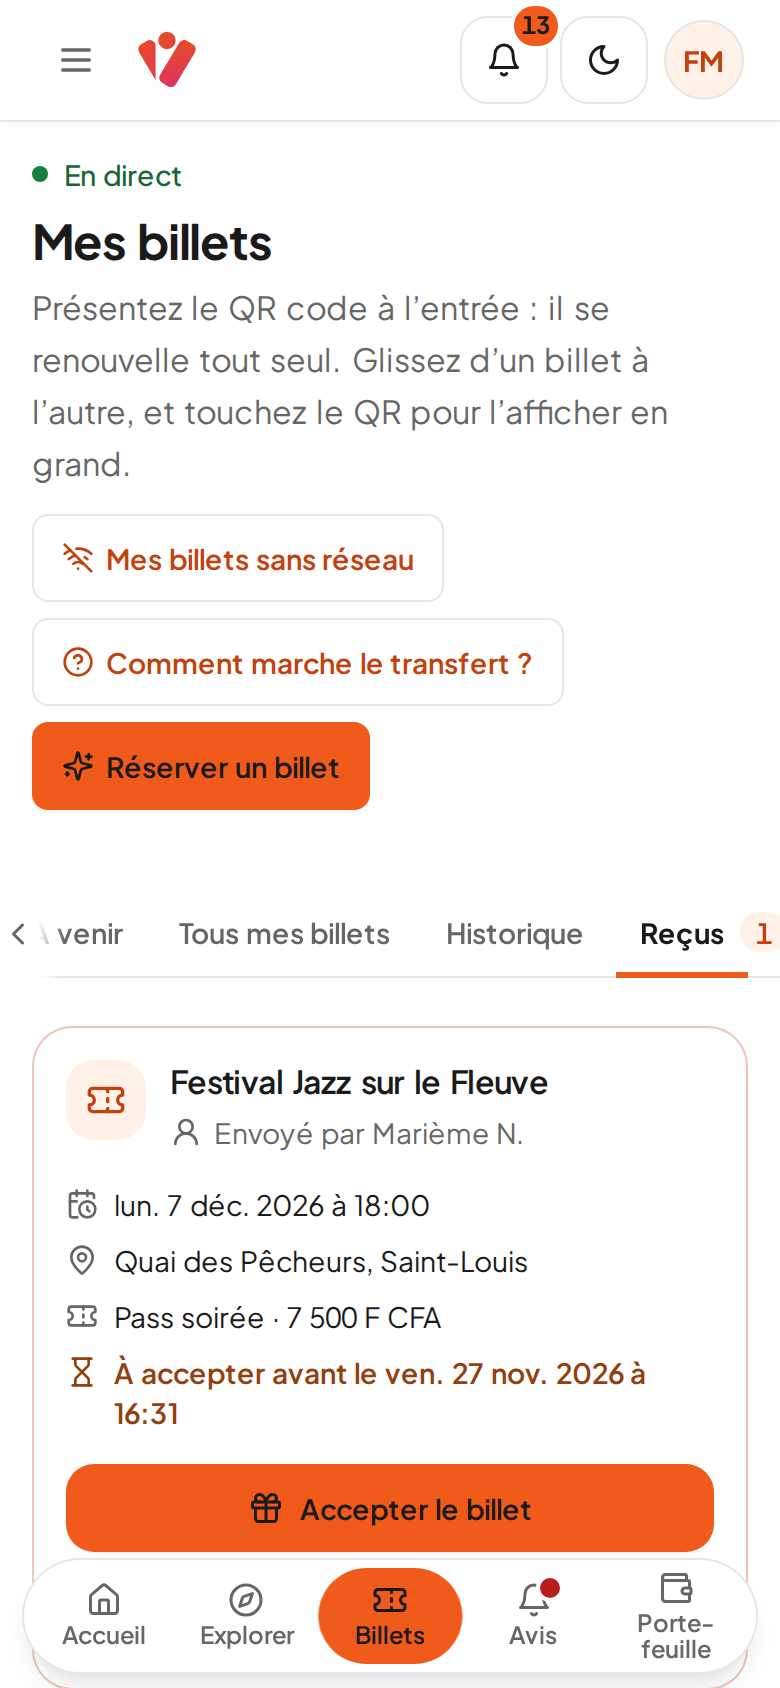 13
FM
En direct
Mes billets
Présentez le QR code à l’entrée : il se
renouvelle tout seul. Glissez d’un billet à
l’autre, et touchez le QR pour l’afficher en
grand.
Mes billets sans réseau
Comment marche le transfert ?
Réserver un billet
À venir
Tous mes billets
Historique
Reçus 1
Festival Jazz sur le Fleuve
Envoyé par Marième N.
lun. 7 déc. 2026 à 18:00
Quai des Pêcheurs, Saint-Louis
Pass soirée · 7 500 F CFA
À accepter avant le ven. 27 nov. 2026 à
16:31
Accepter le billet
Accueil
Explorer
Billets
Avis
Porte-
feuille